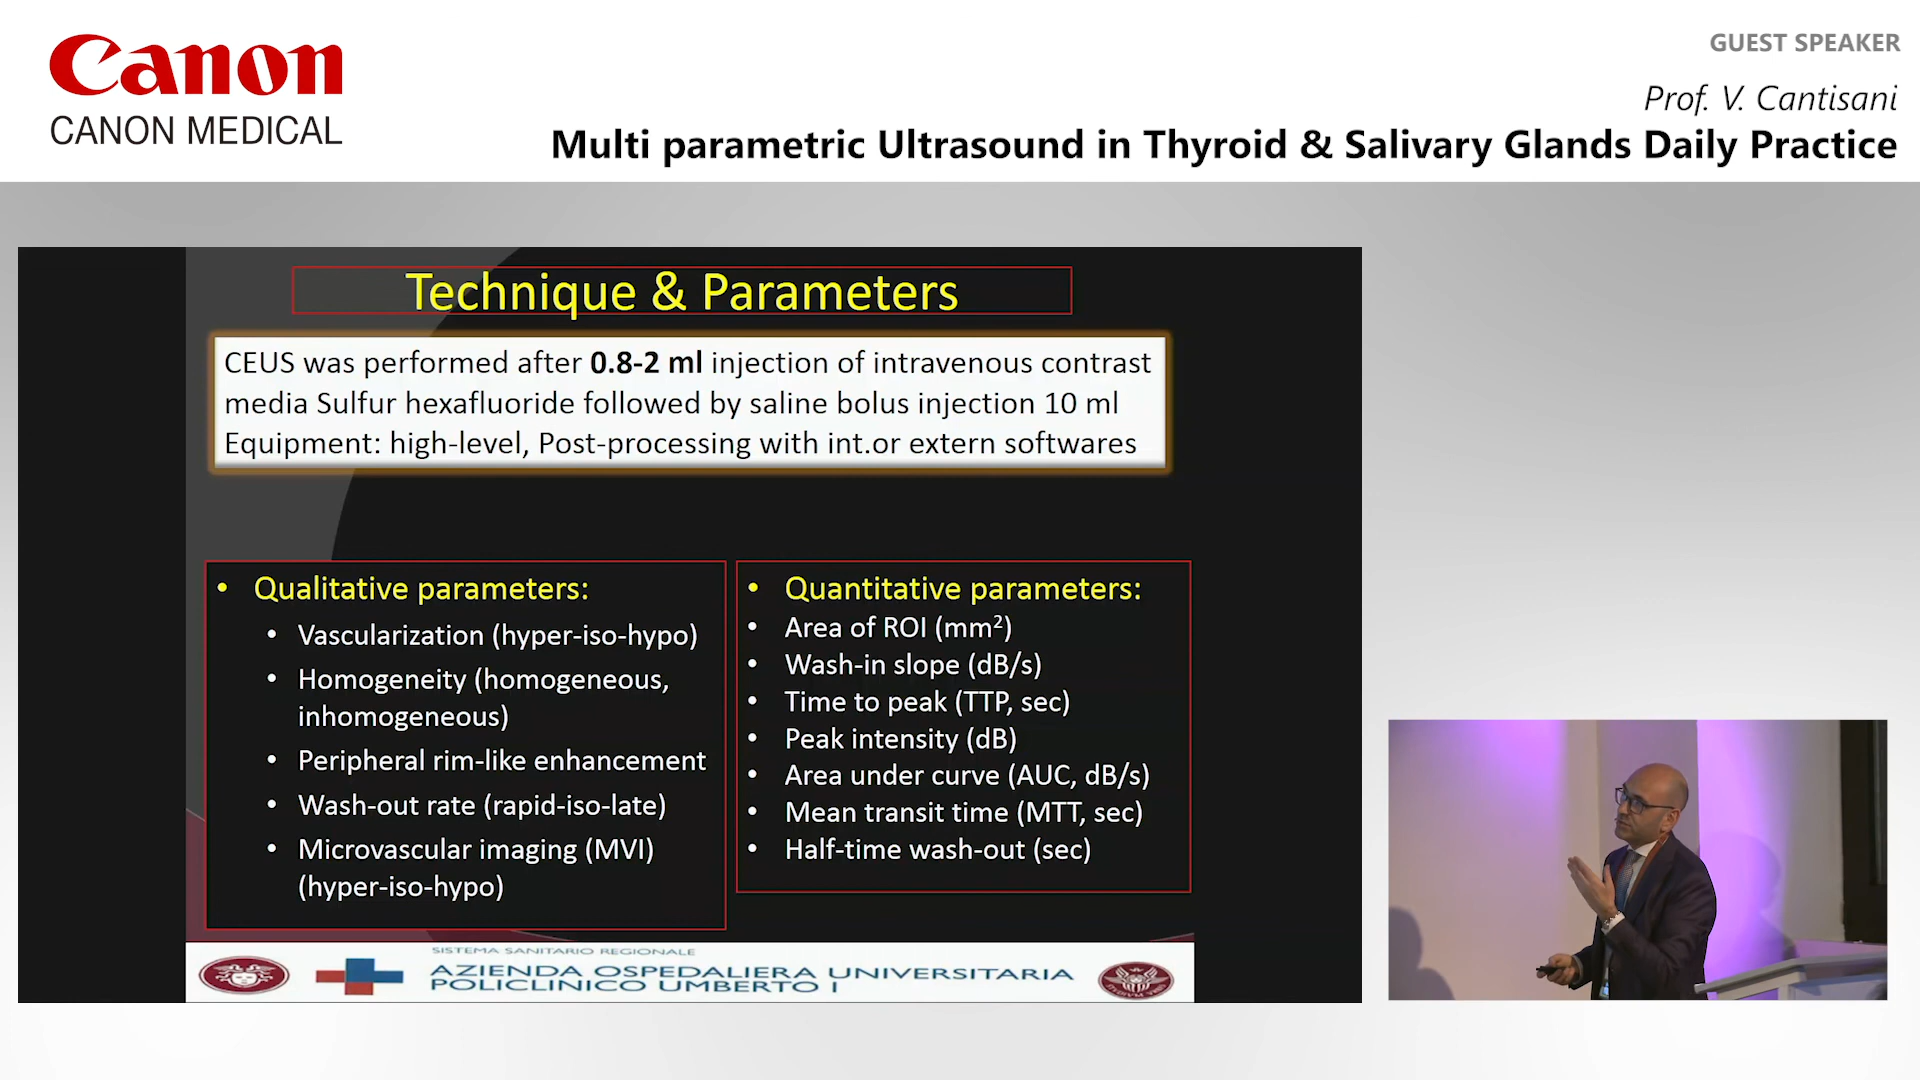 Canon
CANON MEDICAL
GUEST SPEAKER
Prof. V. Cantisani
Multi parametric Ultrasound in Thyroid & Salivary Glands Daily Practice
Technique & Parameters
CEUS was performed after 0.8-2 ml injection of intravenous contrast
media Sulfur hexafluoride followed by saline bolus injection 10 ml
Equipment: high-level, Post-processing with int.or extern softwares
• Qualitative parameters:
• Vascularization (hyper-iso-hypo)
• Homogeneity (homogeneous,
inhomogeneous)
• Peripheral rim-like enhancement
• Wash-out rate (rapid-iso-late)
• Microvascular imaging (MVI)
(hyper-iso-hypo)
• Quantitative parameters:
• Area of ROI (mm²)
• Wash-in slope (dB/s)
• Time to peak (TTP, sec)
• Peak intensity (dB)
• Area under curve (AUC, dB/s)
• Mean transit time (MTT, sec)
• Half-time wash-out (sec)
SISTEMA SANITARIO REGIONALE
AZIENDA OSPEDALIERA UNIVERSITARIA
POLICLINICO UMBERTO I